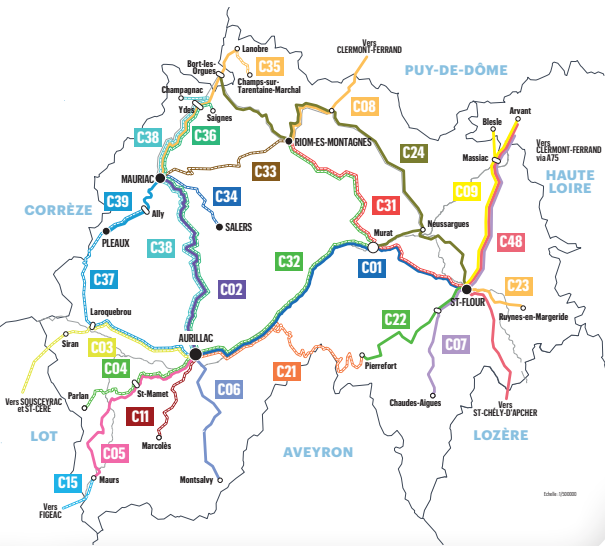 Lanobre
Vers
CLERMONT-FERRAND
Bort-les-
Orgues
C35
PUY-DE-DÔME
Champs-sur-
Tarentaine-Marchal
Champagnac
Ydes
Saignes
C08
Blesle
Arvant
C38
C36
RIOM-ES-MONTAGNES
C24
Massiac
Vers
CLERMONT-FERRAND
via A75
MAURIAC
C33
HAUTE
LOIRE
C39
C34
C09
CORRÈZE
Ally
C31
SALERS
Neussargues
PLEAUX
C38
Murat
C48
C32
C01
C37
C02
C23
ST-FLOUR
Laroquebrou
Ruynes-en-Margeride
C22
Siran
AURILLAC
C03
C07
C04
C21
Pierrefort
Vers SOUSCEYRAC
et ST-CÉRÉ
Parlan
St-Mamet
C06
Chaudes-Aigues
Vers
ST-CHÉLY-D'APCHER
C11
LOT
Marcolès
LOZÈRE
C05
AVEYRON
C15
Maurs
Montsalvy
Vers
FIGEAC